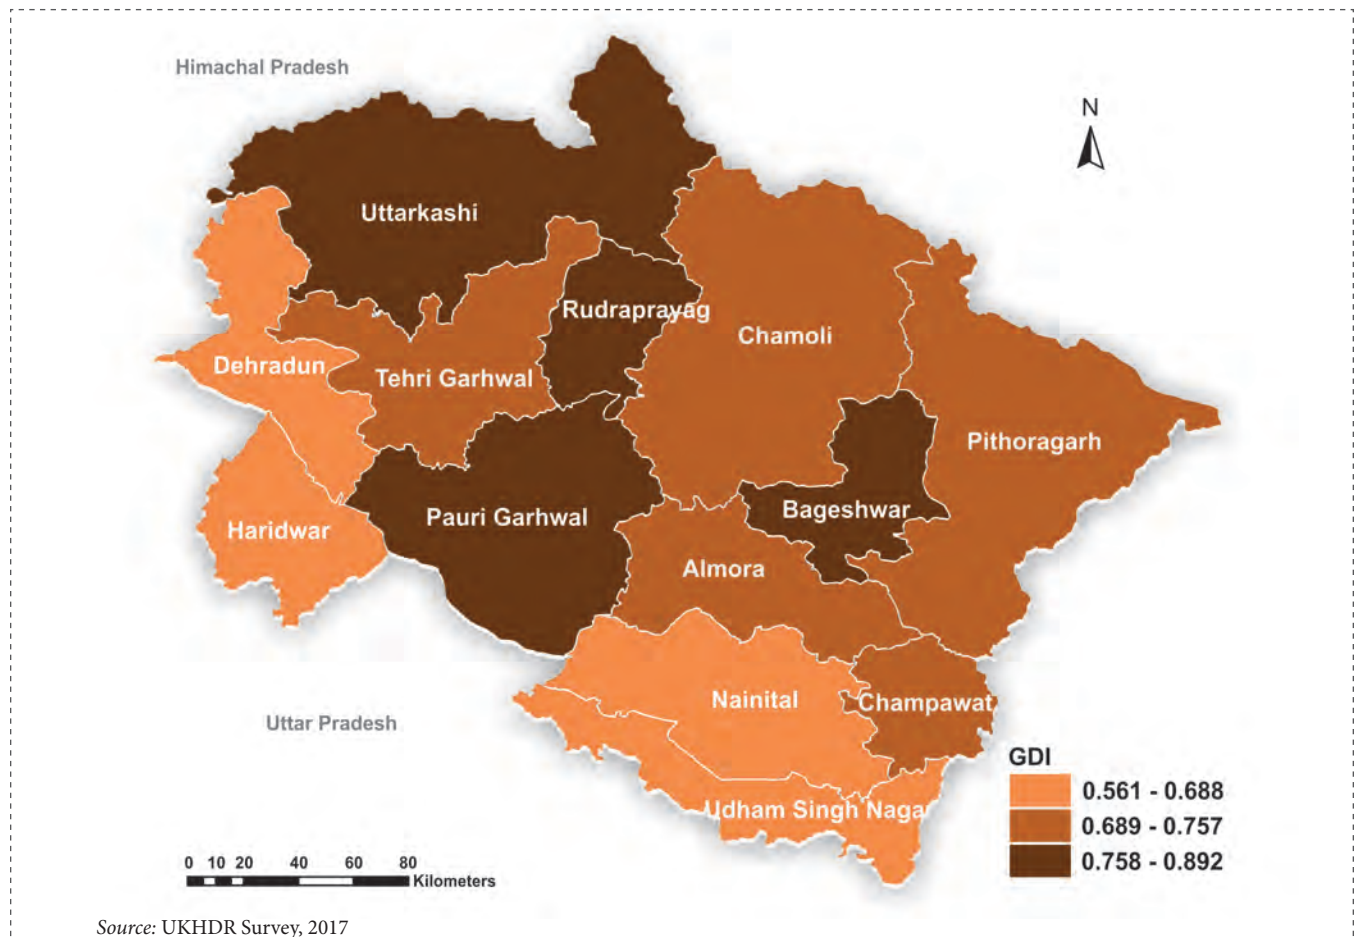 Himachal Pradesh
N
Uttarkashi
Rudraprayag
Chamoli
Dehradun
Tehri Garhwal
Pithoragarh
Bageshwar
Pauri Garhwal
Haridwar
Almora
Nainital
Champawat
Uttar Pradesh
GDI
0.561 - 0.688
0.689 - 0.757
0.758 - 0.892
Udham Singh Naga
0 10 20 40 60 80
Kilometers
Source: UKHDR Survey, 2017